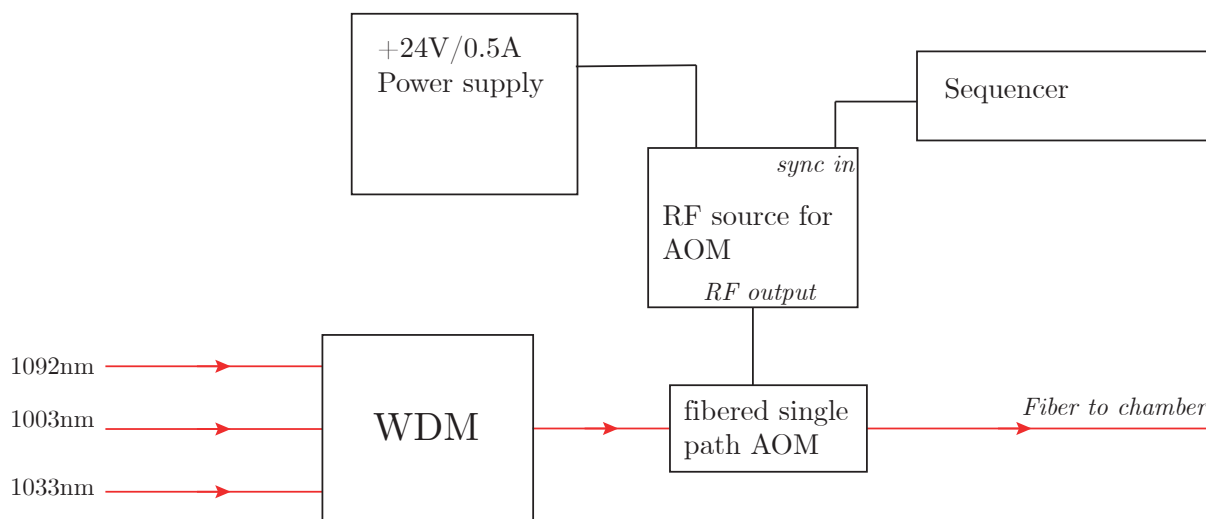 +24V/0.5A
Power supply
Sequencer
sync in
RF source for
AOM
RF output
1092nm
1003nm
1033nm
WDM
fibered single
path AOM
Fiber to chamber